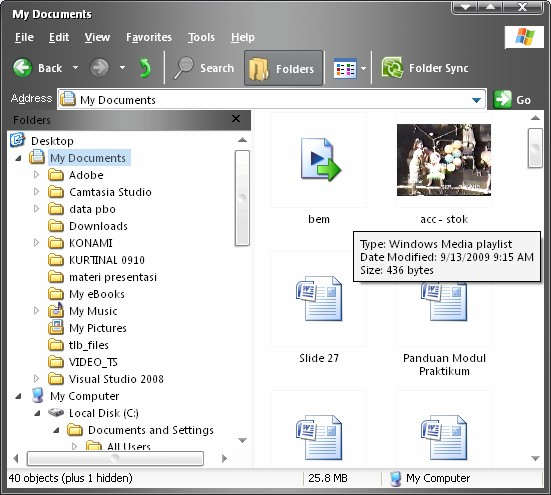 My Documents
File Edit View Favorites Tools Help
Back Search Folders Folder Sync
Address My Documents Go
Folders
Desktop
My Documents
Adobe
Camtasia Studio
data pbo
Downloads
KONAMI
KURTINAL 0910
materi presentasi
My eBooks
My Music
My Pictures
tlb_files
VIDEO_TS
Visual Studio 2008
My Computer
Local Disk (C:)
Documents and Settings
All Users
bem
acc - stok
Type: Windows Media playlist
Date Modified: 9/13/2009 9:15 AM
Size: 436 bytes
Slide 27
Panduan Modul
Praktikum
40 objects (plus 1 hidden) 25.8 MB My Computer